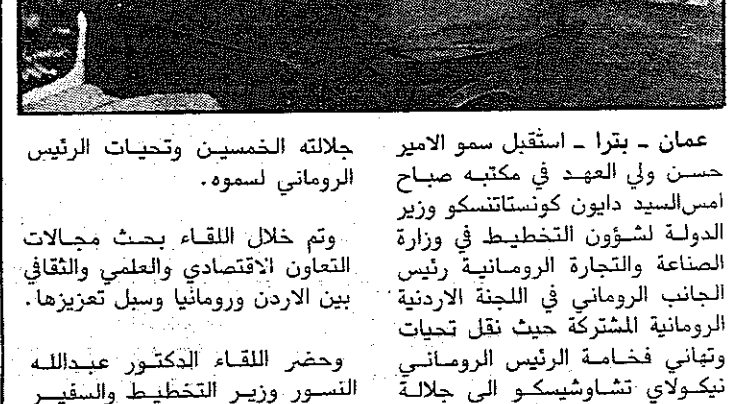 عمان ـ بترا ـ استقبل سمو الامير
حسن ولي العهد في مكتبه صباح
امس السيد دايون كونستاتنسكو وزير
الدولة لشؤون التخطيط في وزارة
الصناعة والتجارة الرومانية رئيس
الجانب الروماني في اللجنة الاردنية
الرومانية المشتركة حيث نقل تحيات
وتهاني فخامة الرئيس الروماني
نيكولاي تشاوشيسكو الى جلالة
جلالته الخمسين وتحيات الرئيس
الروماني لسموه.
وتم خلال اللقاء بحث مجالات
التعاون الاقتصادي والعلمي والثقافي
بين الاردن ورومانيا وسبل تعزيزها.
وحضر اللقاء الدكتور عبدالله
النسور وزير التخطيط والسفير